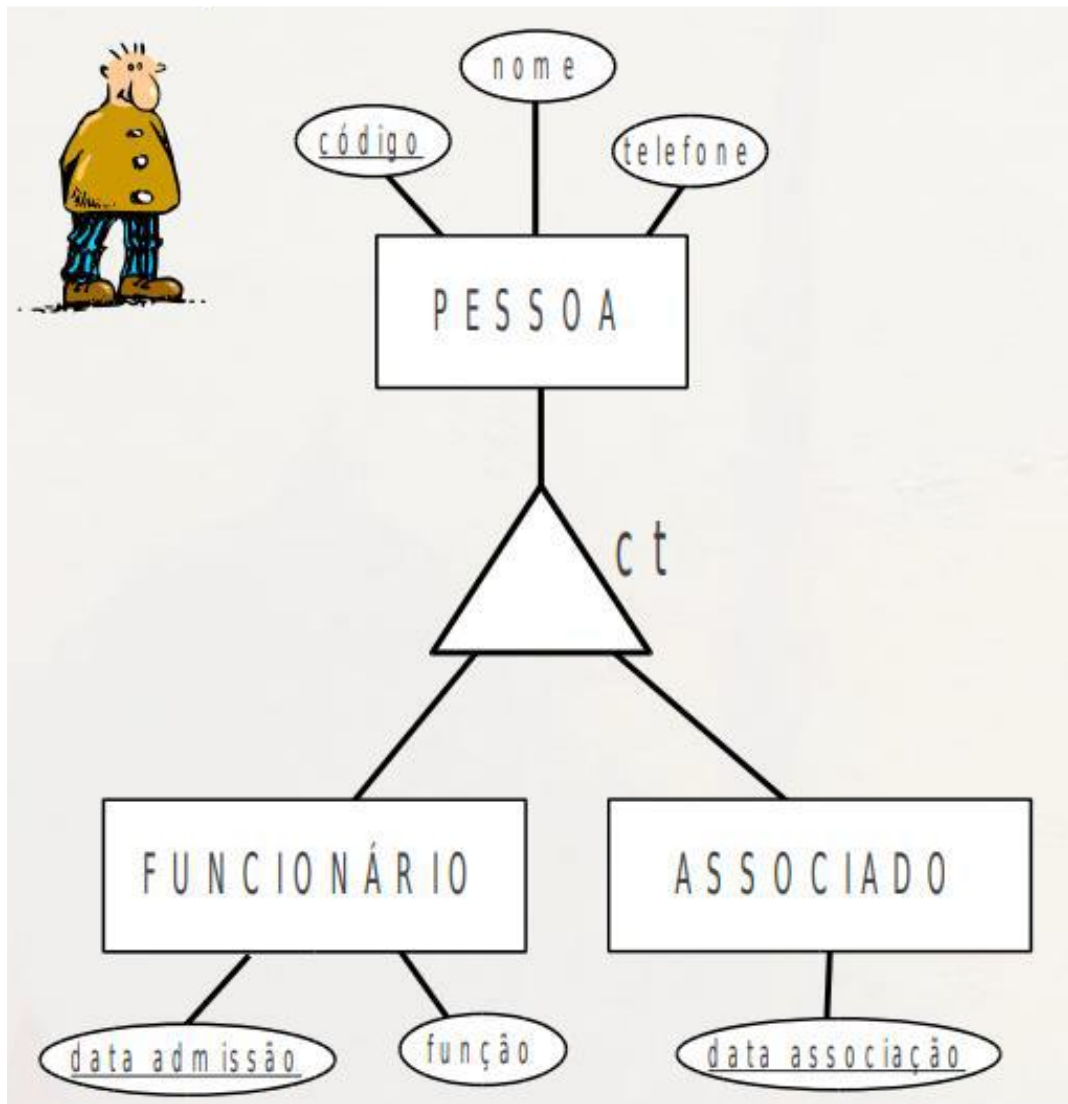 nome
código
telefone
PESSOA
ct
FUNCIONÁRIO
ASSOCIADO
data admissão
função
data associação